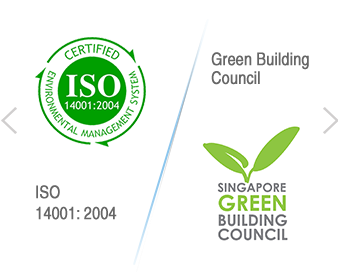 CERTIFIED
ISO
14001:2004
ENVIRONMENTAL MANAGEMENT SYSTEM
ISO
14001: 2004
Green Building
Council
SINGAPORE
GREEN
BUILDING
COUNCIL